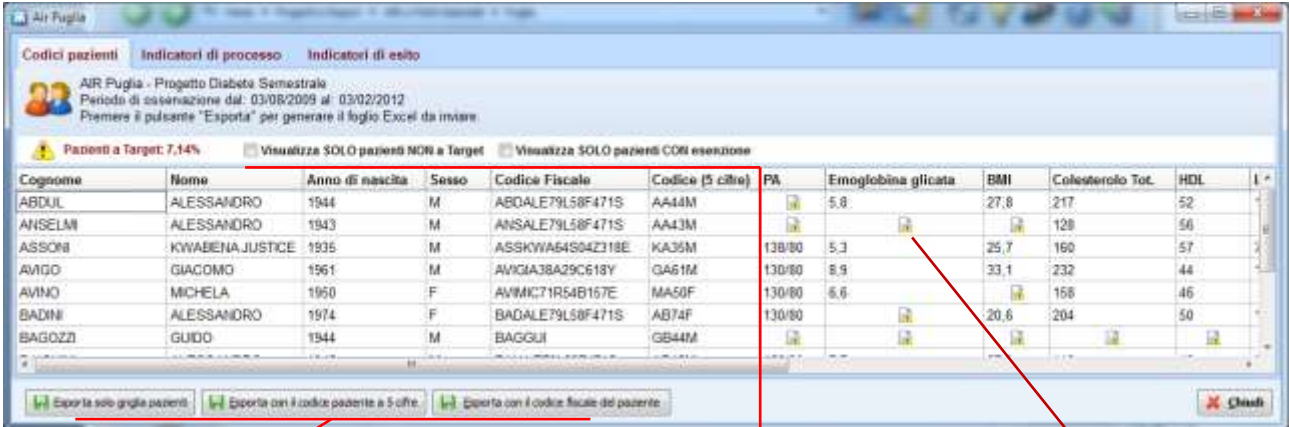 Air Puglia
Codici pazienti Indicatori di processo Indicatori di esito
AIR Puglia - Progetto Diabete Semestrale
Periodo di osservazione dal: 03/08/2009 al: 03/02/2012
Premere il pulsante "Esporta" per generare il foglio Excel da inviare.
Pazienti a Target: 7,14% Visualizza SOLO pazienti NON a Target Visualizza SOLO pazienti CON esenzione
Cognome Nome Anno di nascita Sesso Codice Fiscale Codice (5 cifre) PA Emoglobina glicata BMI Colesterolo Tot. HDL
ABDUL ALESSANDRO 1944 M ABDALE79L58F471S AA44M 5,8 27,8 217 52
ANSELMI ALESSANDRO 1943 M ANSALE79L58F471S AA43M 128 56
ASSONI KWABENA JUSTICE 1935 M ASSKWA64S04Z318E KA35M 138/80 5,3 25,7 160 57
AVIGO GIACOMO 1961 M AVIGIA38A29C618Y GA61M 130/80 8,9 33,1 232 44
AVINO MICHELA 1950 F AVIMIC71R54B157E MA50F 130/80 6,6 158 46
BADINI ALESSANDRO 1974 F BADALE79L58F471S AB74F 130/80 20,6 204 50
BAGOZZI GUIDO 1944 M BAGGUI GB44M
Esporta solo griglia pazienti Esporta con il codice paziente a 5 cifre Esporta con il codice fiscale del paziente Chiudi